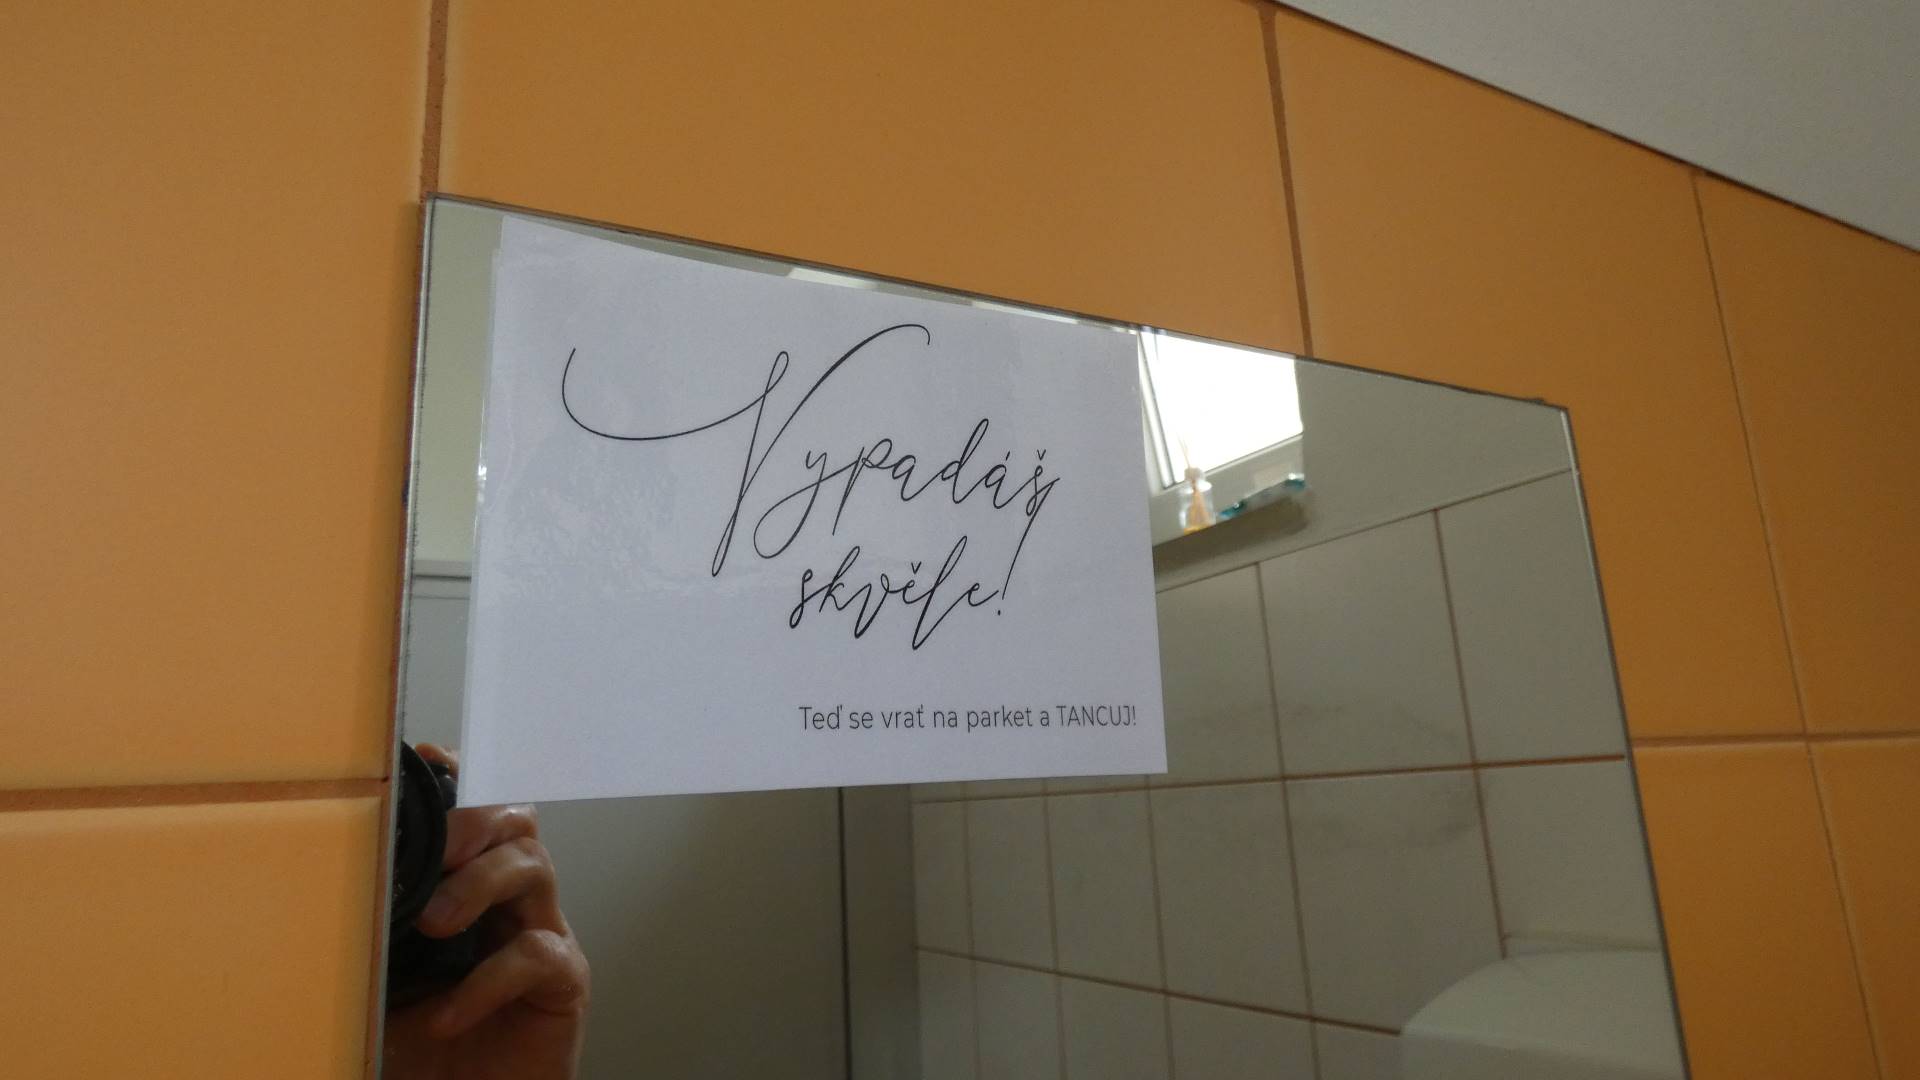 Vypadáš
skvěle!
Teď se vrať na parket a TANCUJ!